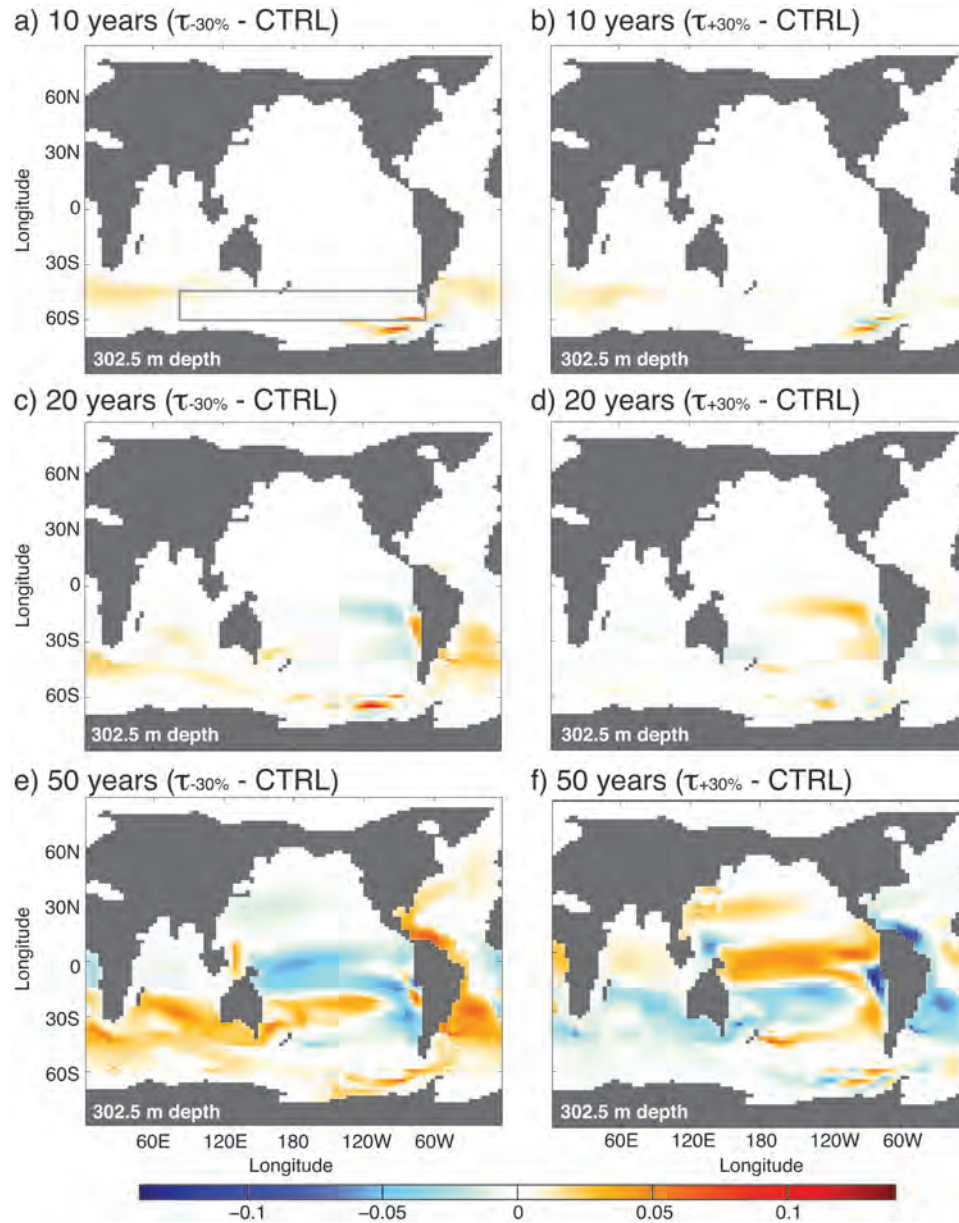 a) 10 years (τ-30% - CTRL)
b) 10 years (τ+30% - CTRL)
60N
30N
0
30S
60S
Longitude
302.5 m depth
302.5 m depth
c) 20 years (τ-30% - CTRL)
d) 20 years (τ+30% - CTRL)
60N
30N
0
30S
60S
Longitude
302.5 m depth
302.5 m depth
e) 50 years (τ-30% - CTRL)
f) 50 years (τ+30% - CTRL)
60N
30N
0
30S
60S
Longitude
302.5 m depth
302.5 m depth
60E 120E 180 120W 60W
60E 120E 180 120W 60W
Longitude
Longitude
−0.1 −0.05 0 0.05 0.1